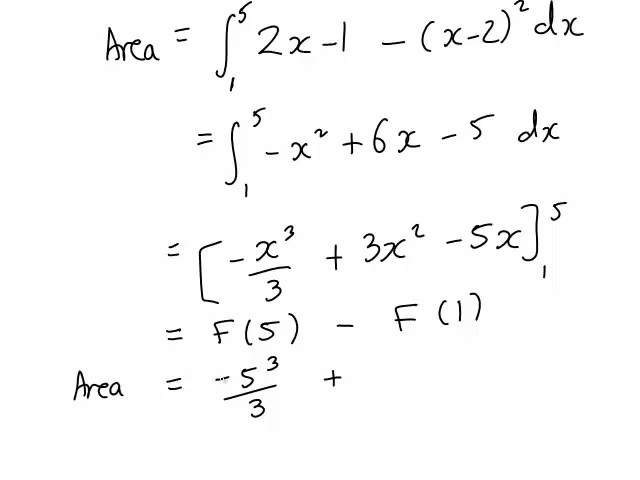 Area = ∫₁⁵ 2x - 1 - (x-2)² dx
= ∫₁⁵ -x² + 6x - 5 dx
= [-x³/3 + 3x² - 5x]₁⁵
= F(5) - F(1)
Area = -5³/3 +